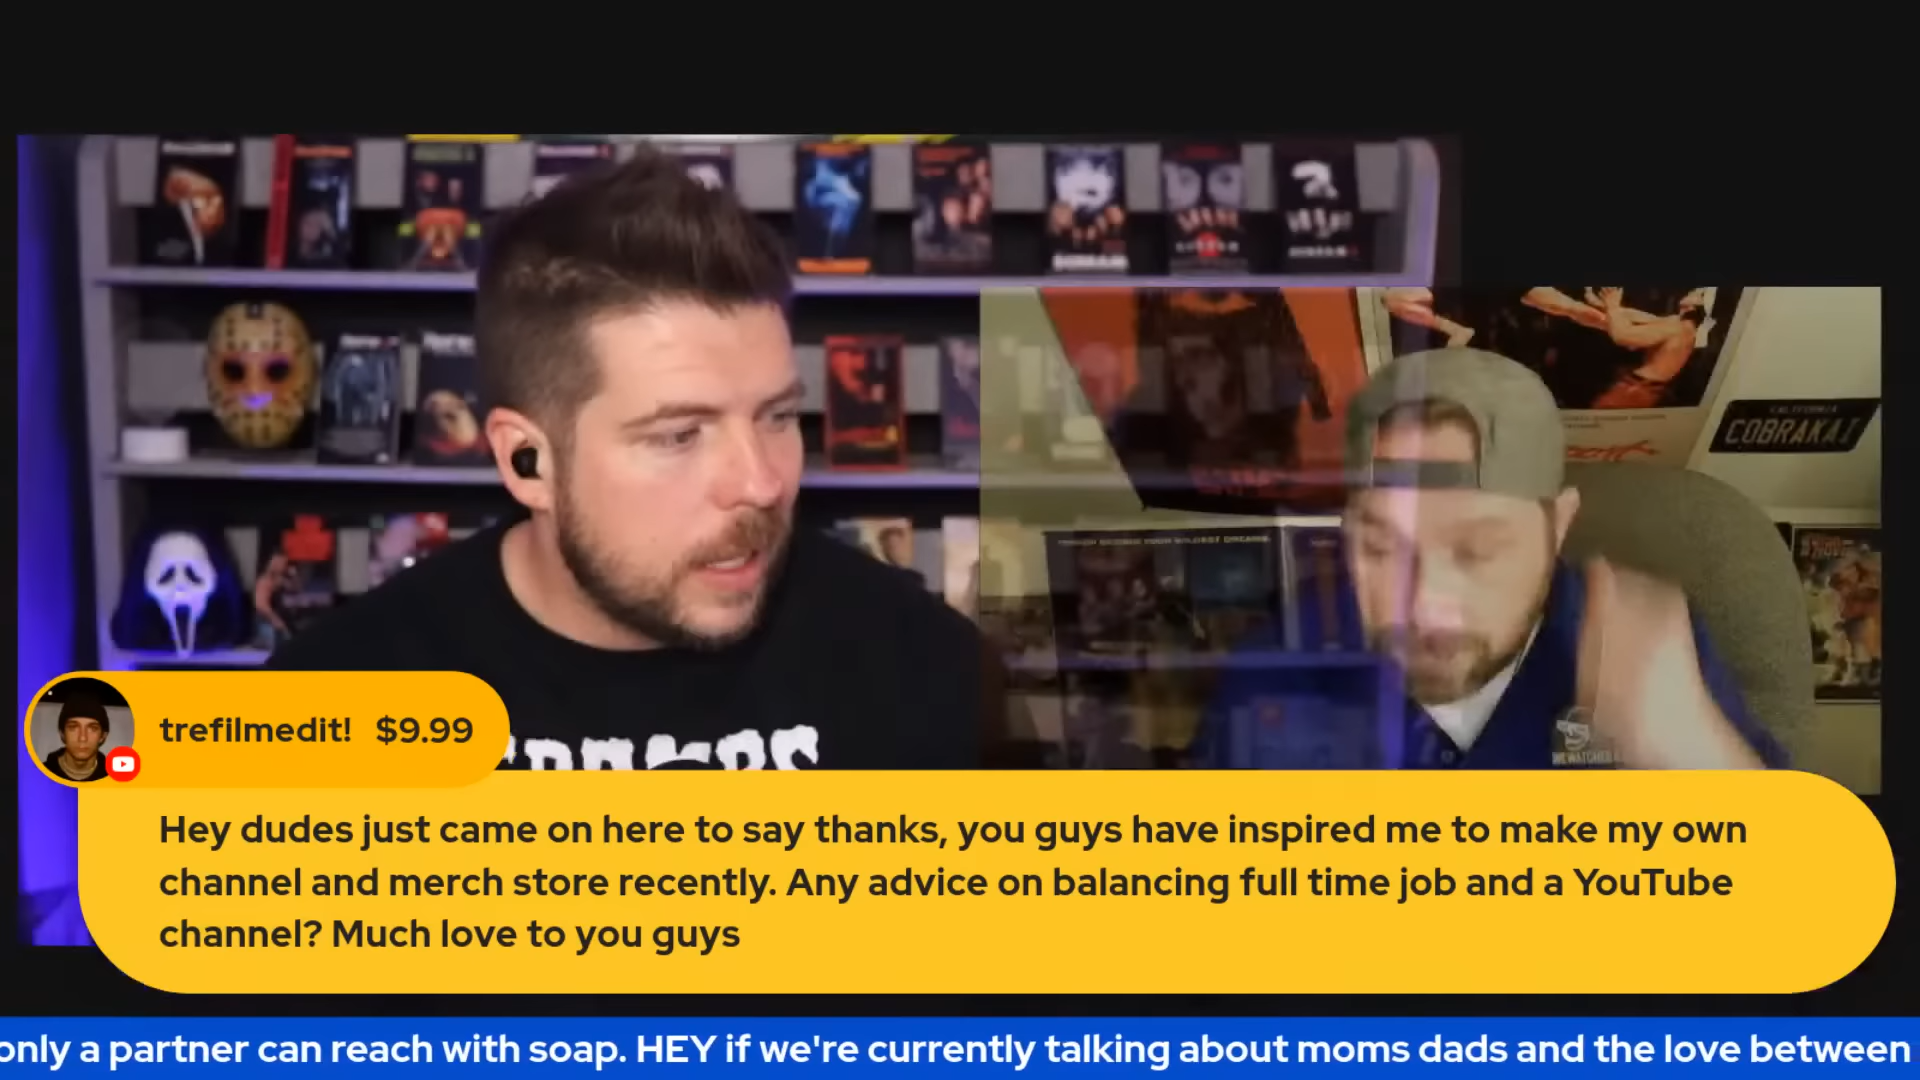 COBRAKAI
trefilmedit! $9.99
Hey dudes just came on here to say thanks, you guys have inspired me to make my own
channel and merch store recently. Any advice on balancing full time job and a YouTube
channel? Much love to you guys
only a partner can reach with soap. HEY if we're currently talking about moms dads and the love between